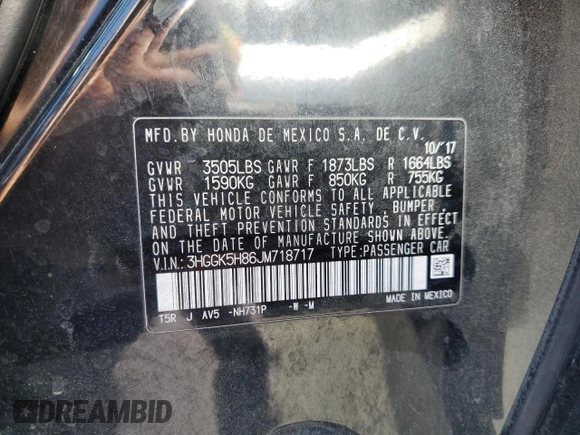 MFD. BY HONDA DE MEXICO S.A. DE C.V.
10/'17
GVWR 3505LBS GAWR F 1873LBS R 1664LBS
GVWR 1590KG GAWR F 850KG R 755KG
THIS VEHICLE CONFORMS TO ALL APPLICABLE
FEDERAL MOTOR VEHICLE SAFETY, BUMPER,
AND THEFT PREVENTION STANDARDS IN EFFECT
ON THE DATE OF MANUFACTURE SHOWN ABOVE.
V.IN.: 3HGGK5H86JM718717 TYPE:PASSENGER CAR
T5R J AV5 -NH731P -W -M
MADE IN MEXICO
DREAMBID